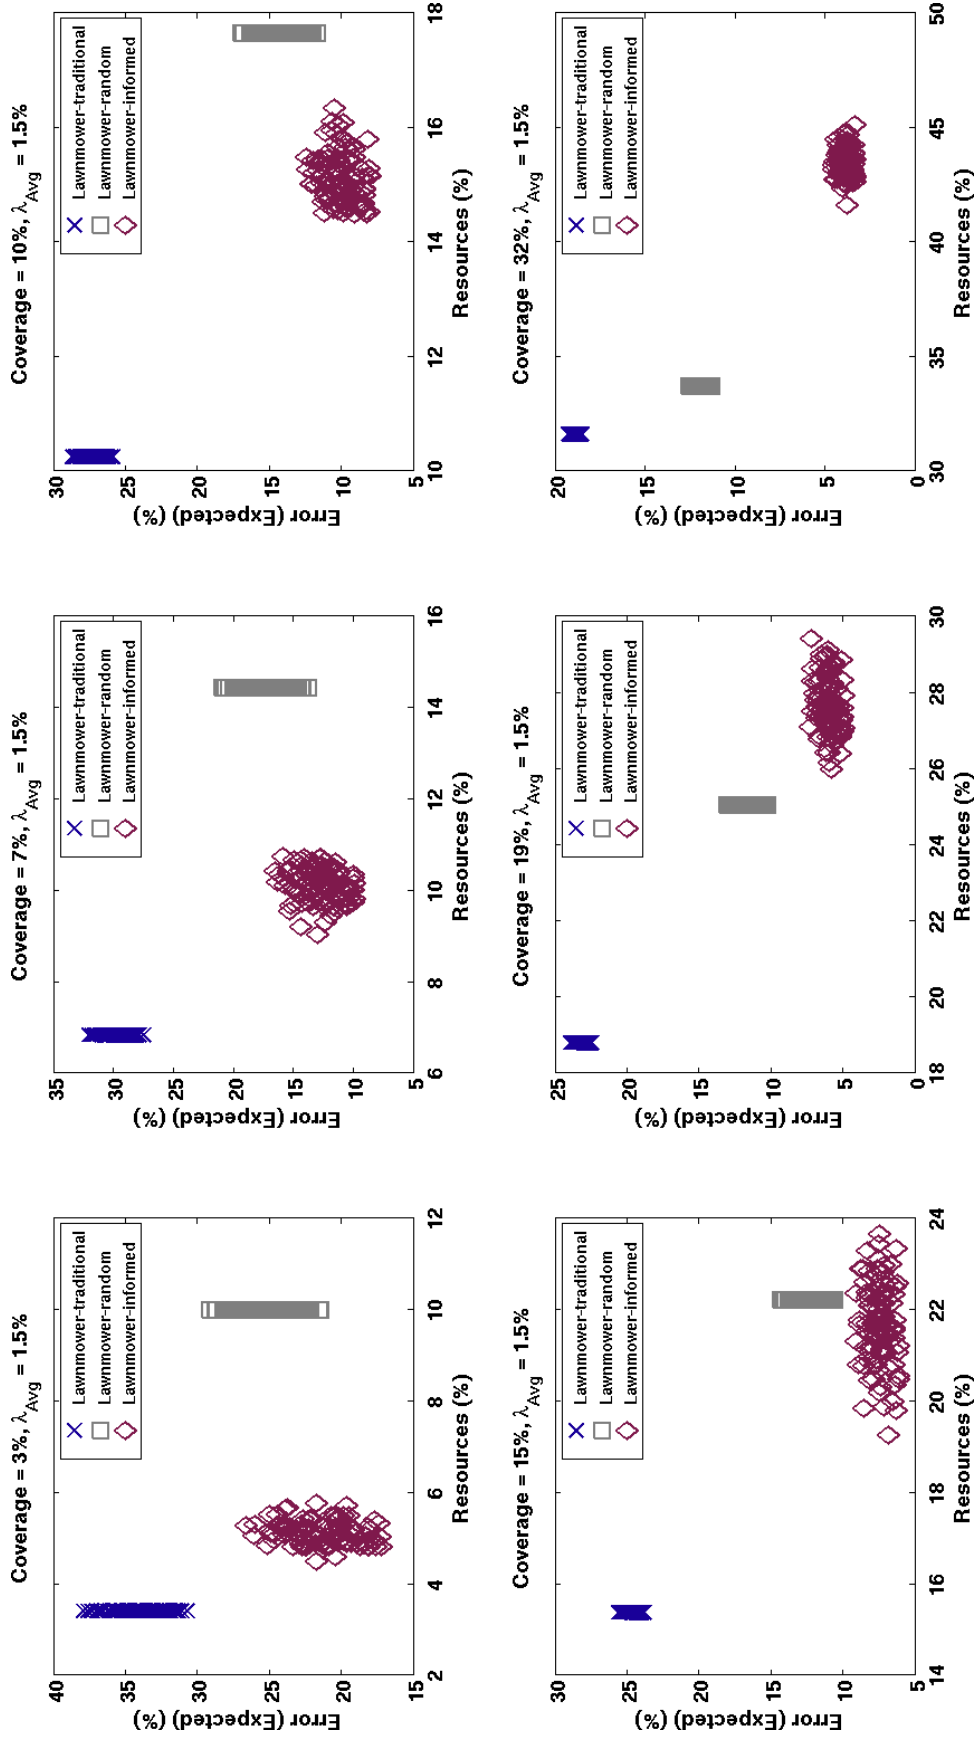 Coverage = 3%, λAvg = 1.5%
40
35
30
25
20
15
Error (Expected) (%)
Lawnmower-traditional
Lawnmower-random
Lawnmower-informed
2 4 6 8 10 12
Resources (%)
Coverage = 7%, λAvg = 1.5%
35
30
25
20
15
10
5
Error (Expected) (%)
Lawnmower-traditional
Lawnmower-random
Lawnmower-informed
6 8 10 12 14 16
Resources (%)
Coverage = 10%, λAvg = 1.5%
30
25
20
15
10
5
Error (Expected) (%)
Lawnmower-traditional
Lawnmower-random
Lawnmower-informed
10 12 14 16 18
Resources (%)
Coverage = 15%, λAvg = 1.5%
30
25
20
15
10
5
Error (Expected) (%)
Lawnmower-traditional
Lawnmower-random
Lawnmower-informed
14 16 18 20 22 24
Resources (%)
Coverage = 19%, λAvg = 1.5%
25
20
15
10
5
0
Error (Expected) (%)
Lawnmower-traditional
Lawnmower-random
Lawnmower-informed
18 20 22 24 26 28 30
Resources (%)
Coverage = 32%, λAvg = 1.5%
20
15
10
5
0
Error (Expected) (%)
Lawnmower-traditional
Lawnmower-random
Lawnmower-informed
30 35 40 45 50
Resources (%)